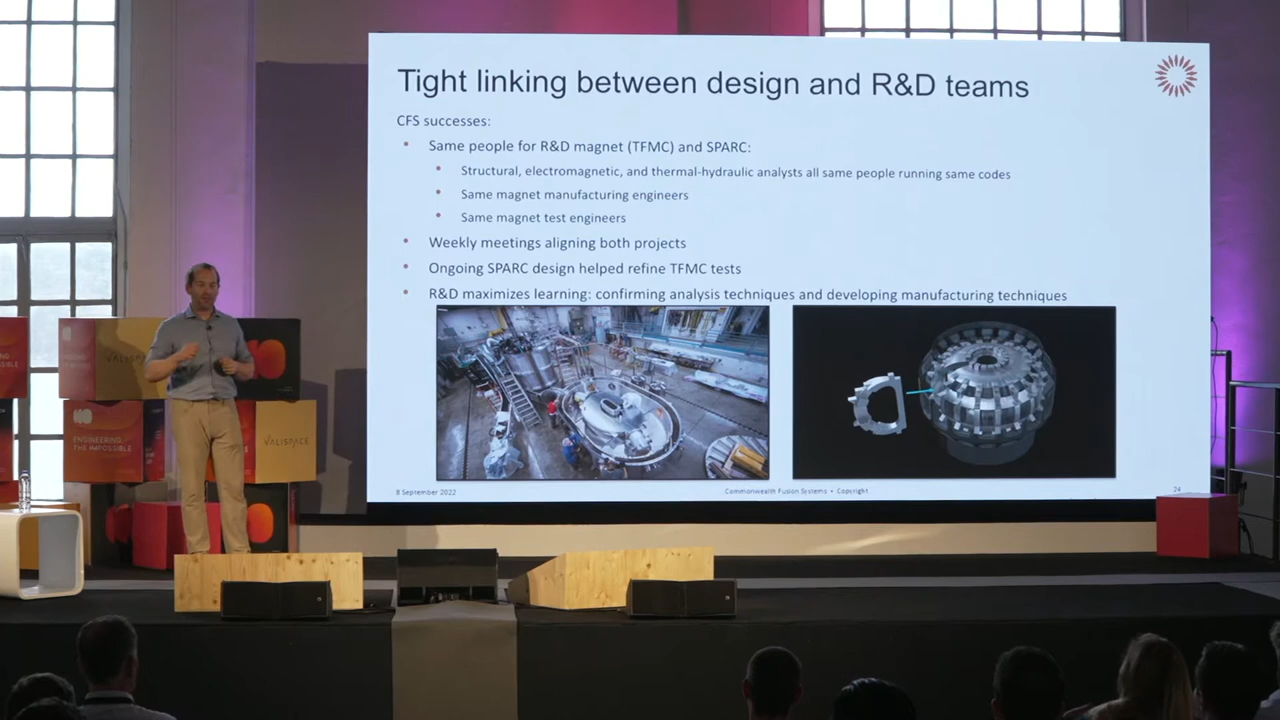 Tight linking between design and R&D teams
CFS successes:
• Same people for R&D magnet (TFMC) and SPARC:
• Structural, electromagnetic, and thermal-hydraulic analysts all same people running same codes
• Same magnet manufacturing engineers
• Same magnet test engineers
• Weekly meetings aligning both projects
• Ongoing SPARC design helped refine TFMC tests
• R&D maximizes learning: confirming analysis techniques and developing manufacturing techniques
8 September 2022
Commonwealth Fusion Systems • Copyright
24
VALISPACE
ENGINEERING
THE IMPOSSIBLE
VALISPACE